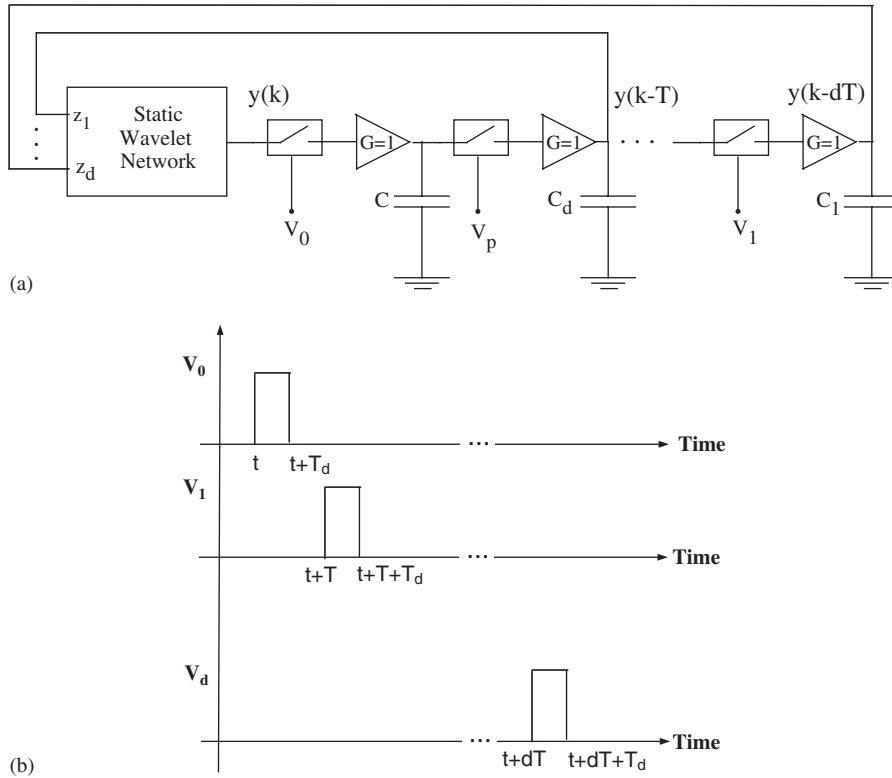 y(k)
y(k-T)
y(k-dT)
z1
Static
Wavelet
Network
zd
G=1
G=1
G=1
V0
C
Vp
Cd
V1
C1
(a)
V0
...
Time
t
t+Td
V1
...
Time
t+T
t+T+Td
Vd
...
Time
t+dT
t+dT+Td
(b)